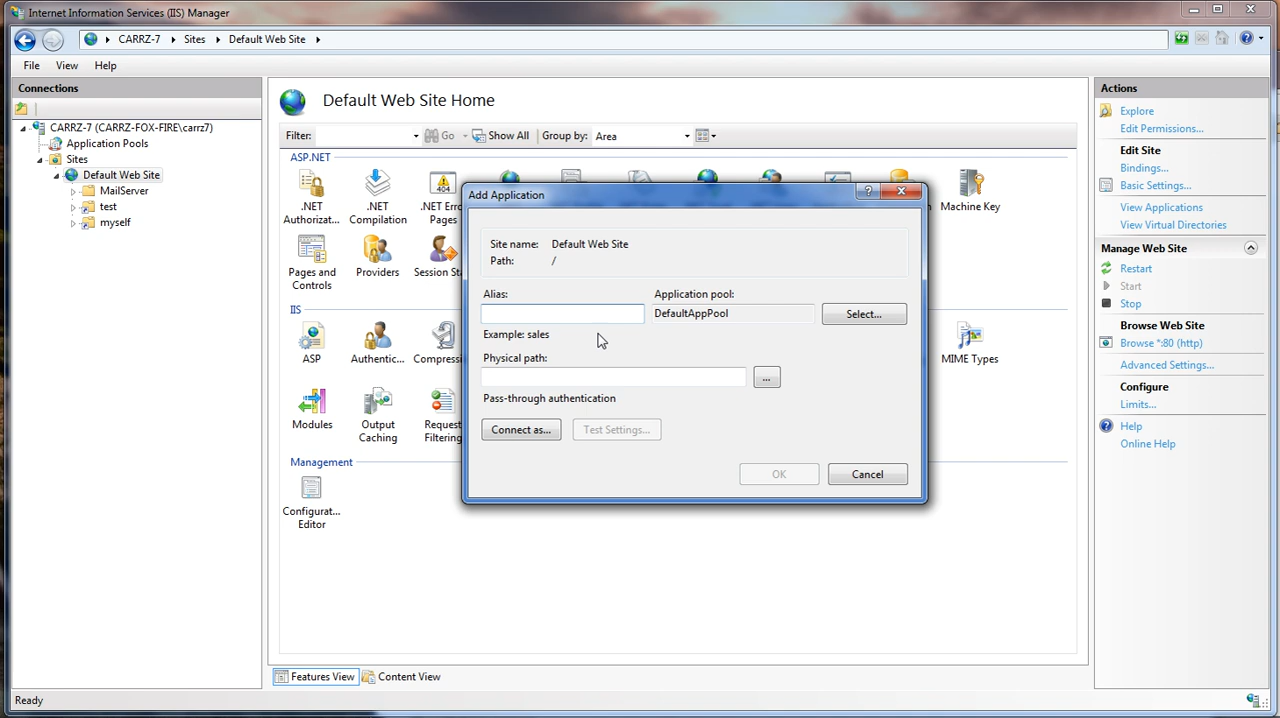 Internet Information Services (IIS) Manager
CARRZ-7 Sites Default Web Site
File View Help
Connections
CARRZ-7 (CARRZ-FOX-FIRE\carrz7)
Application Pools
Sites
Default Web Site
MailServer
test
myself
Ready
Default Web Site Home
Filter: Go Show All Group by: Area
ASP.NET
.NET Authorizat...
.NET Compilation
.NET Err
Pages
Machine Key
Pages and Controls
Providers
Session St
IIS
ASP
Authentic...
Compress
MIME Types
Modules
Output Caching
Request
Filtering
Management
Configurat... Editor
Features View Content View
Add Application
Site name: Default Web Site
Path: /
Alias: Application pool:
DefaultAppPool Select...
Example: sales
Physical path:
...
Pass-through authentication
Connect as... Test Settings...
OK Cancel
Actions
Explore
Edit Permissions...
Edit Site
Bindings...
Basic Settings...
View Applications
View Virtual Directories
Manage Web Site
Restart
Start
Stop
Browse Web Site
Browse *:80 (http)
Advanced Settings...
Configure
Limits...
Help
Online Help